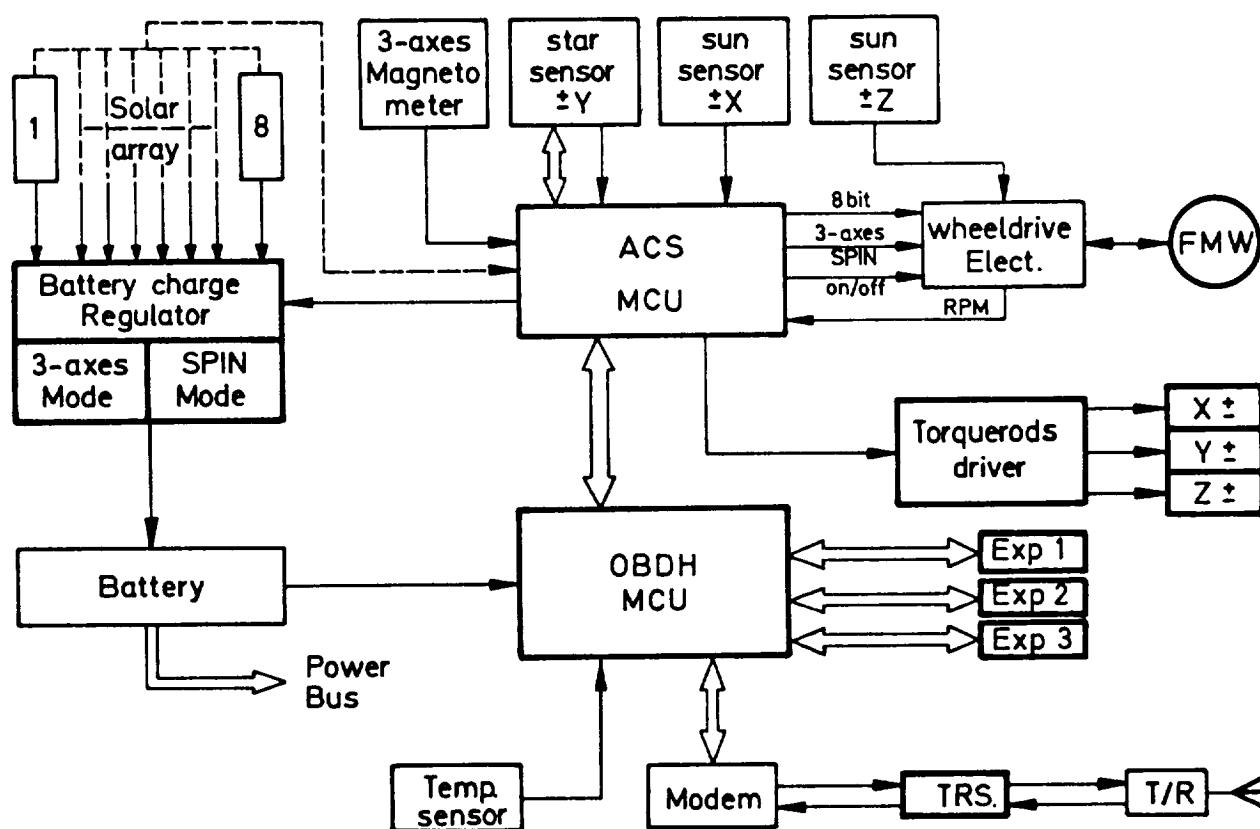 3-axes
Magneto
meter
star
sensor
±Y
sun
sensor
±X
sun
sensor
±Z
1
Solar
array
8
8bit
3-axes
SPIN
on/off
RPM
wheeldrive
Elect.
FMW
ACS
MCU
Battery charge
Regulator
3-axes
Mode
SPIN
Mode
Torquerods
driver
X ±
Y ±
Z ±
Battery
OBDH
MCU
Exp 1
Exp 2
Exp 3
Power
Bus
Temp.
sensor
Modem
TRS.
T/R